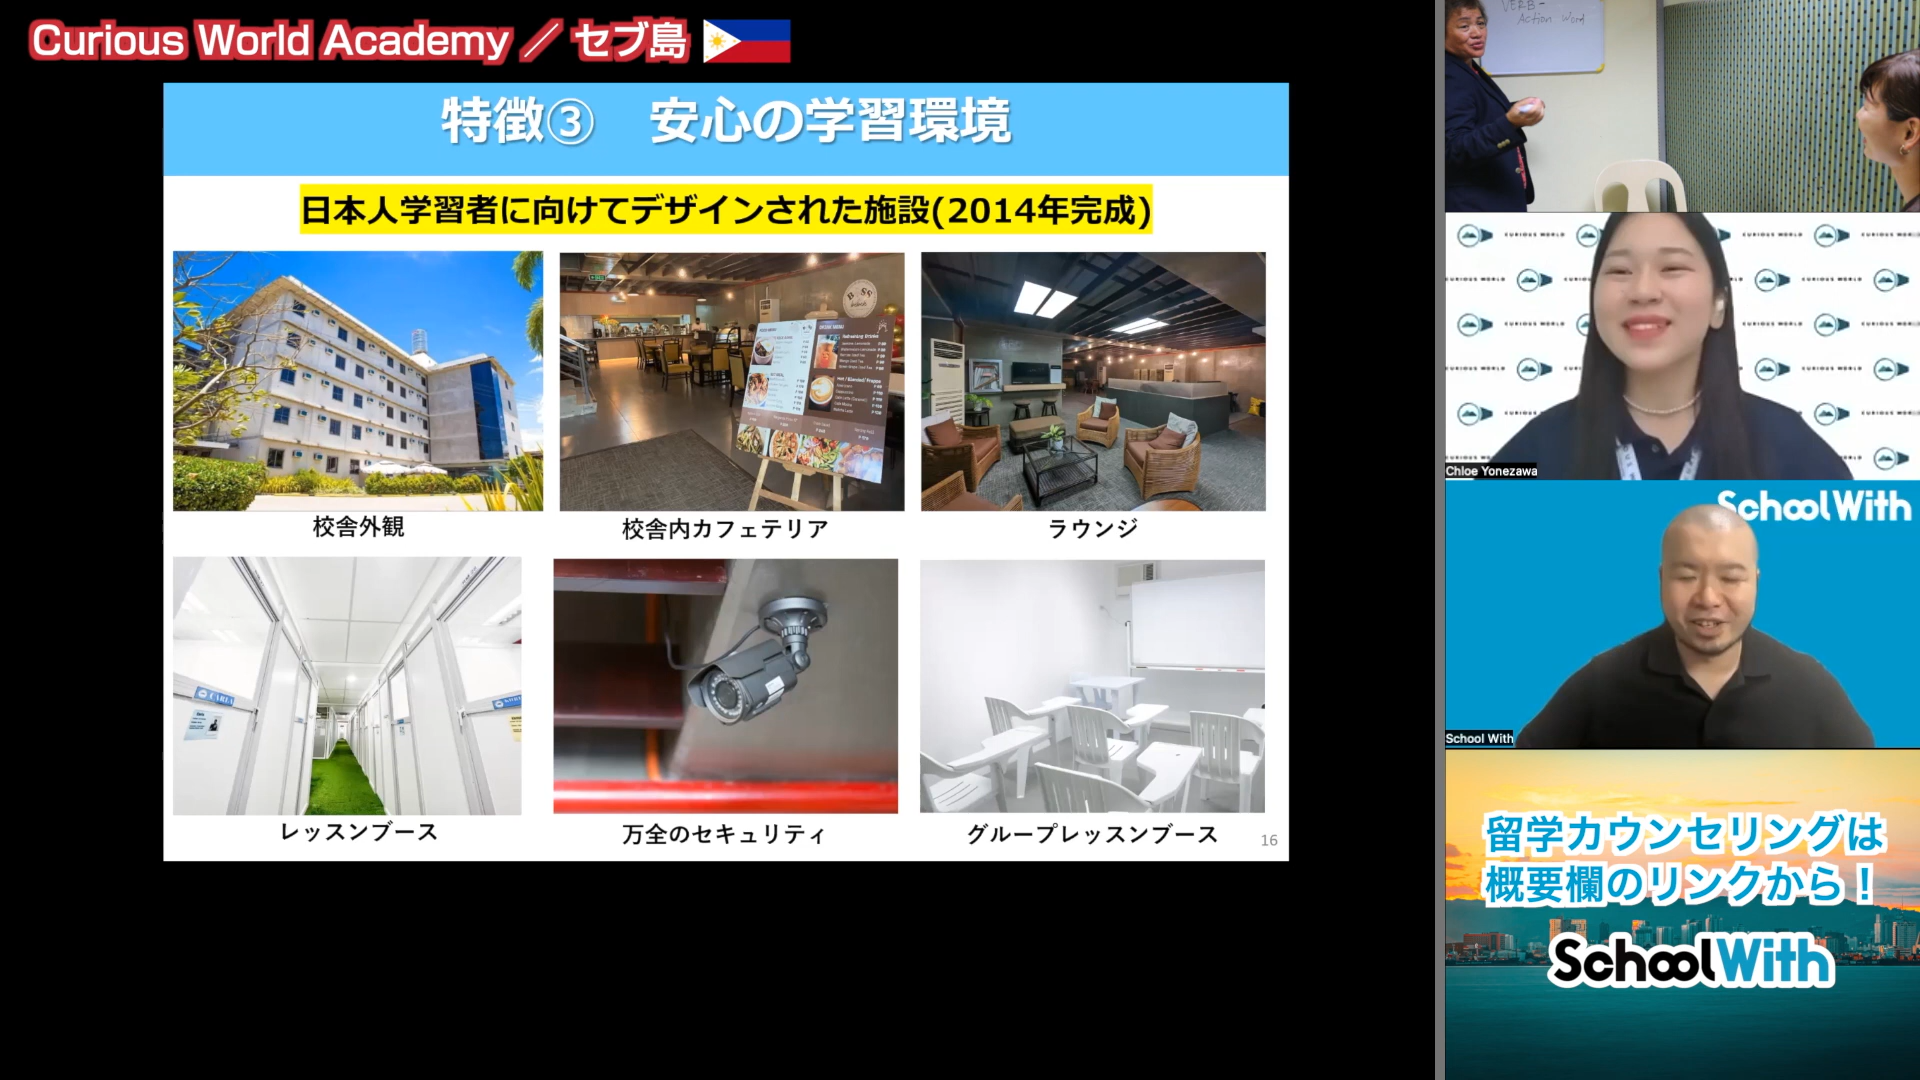 Curious World Academy ／ セブ島
特徴③　安心の学習環境
日本人学習者に向けてデザインされた施設(2014年完成)
校舎外観
校舎内カフェテリア
ラウンジ
レッスンブース
万全のセキュリティ
グループレッスンブース
16
VERB-
Action Word
CURIOUS WORLD
Chloe Yonezawa
SchoolWith
School With
留学カウンセリングは
概要欄のリンクから！
SchoolWith